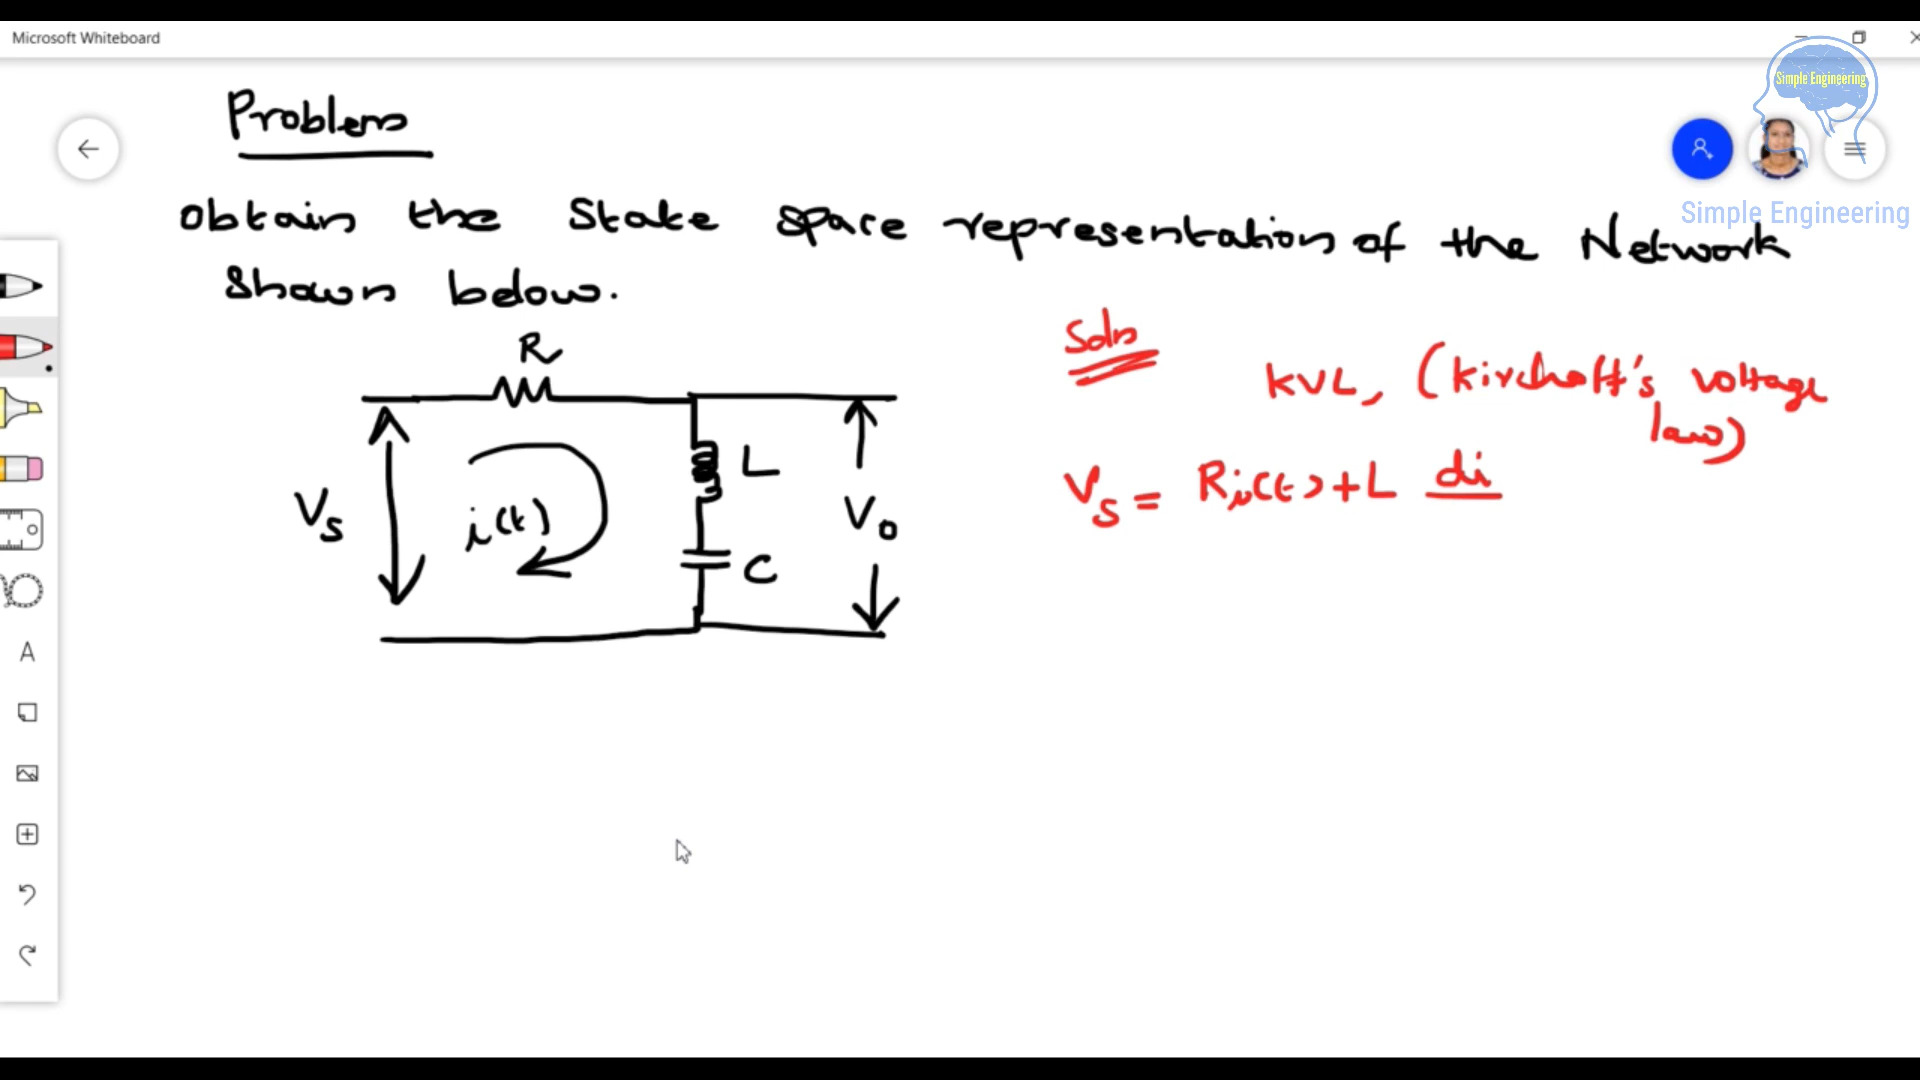 Microsoft Whiteboard
Simple Engineering
Problem
Simple Engineering
Obtain the State space representation of the Network
Shown below.
Soln
R
KVL, (Kirchoff's voltage
law)
L
Vs = Ri(t) + L di
Vs
i(t)
Vo
C
A